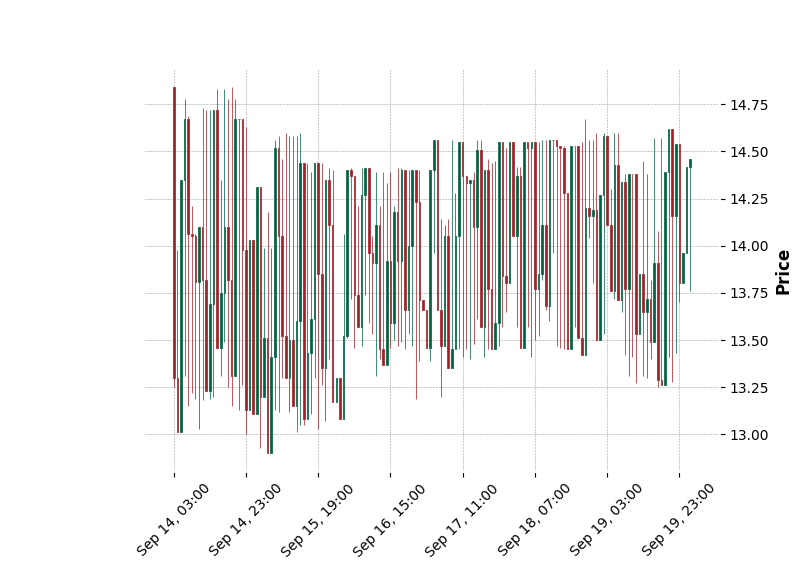 14.75
14.50
14.25
14.00
13.75
13.50
13.25
13.00
Price
Sep 14, 03:00
Sep 14, 23:00
Sep 15, 19:00
Sep 16, 15:00
Sep 17, 11:00
Sep 18, 07:00
Sep 19, 03:00
Sep 19, 23:00